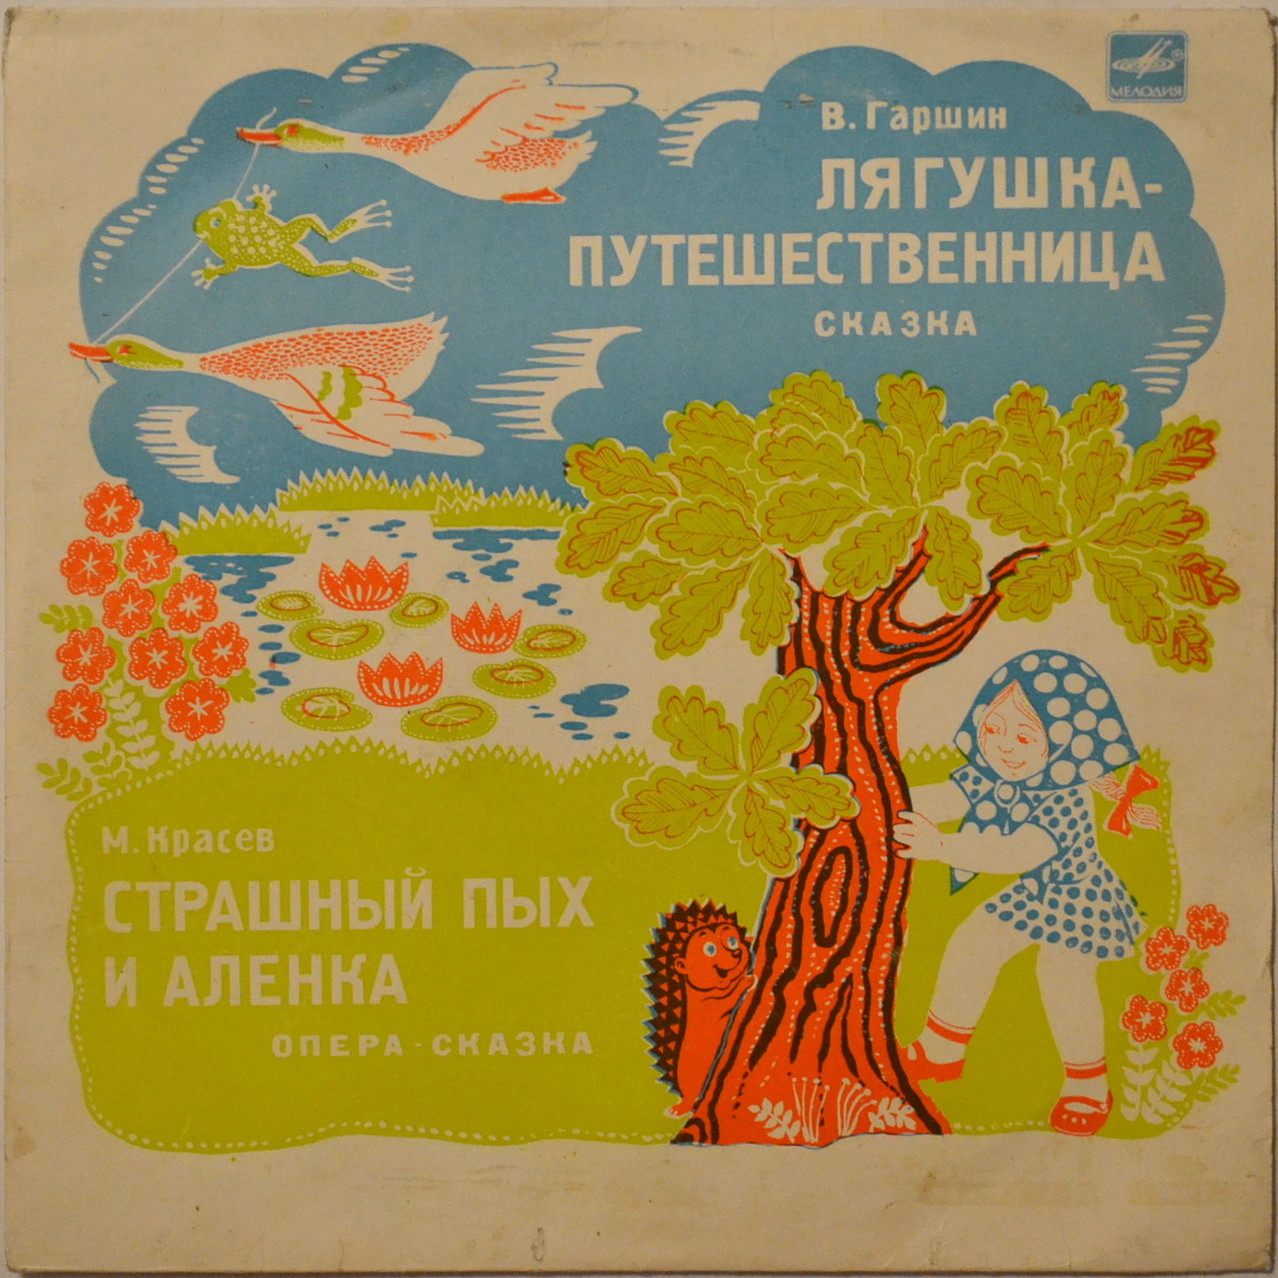 МЕЛОДИЯ
В. Гаршин
ЛЯГУШКА-
ПУТЕШЕСТВЕННИЦА
СКАЗКА
М. Красев
СТРАШНЫЙ ПЫХ
И АЛЕНКА
ОПЕРА-СКАЗКА